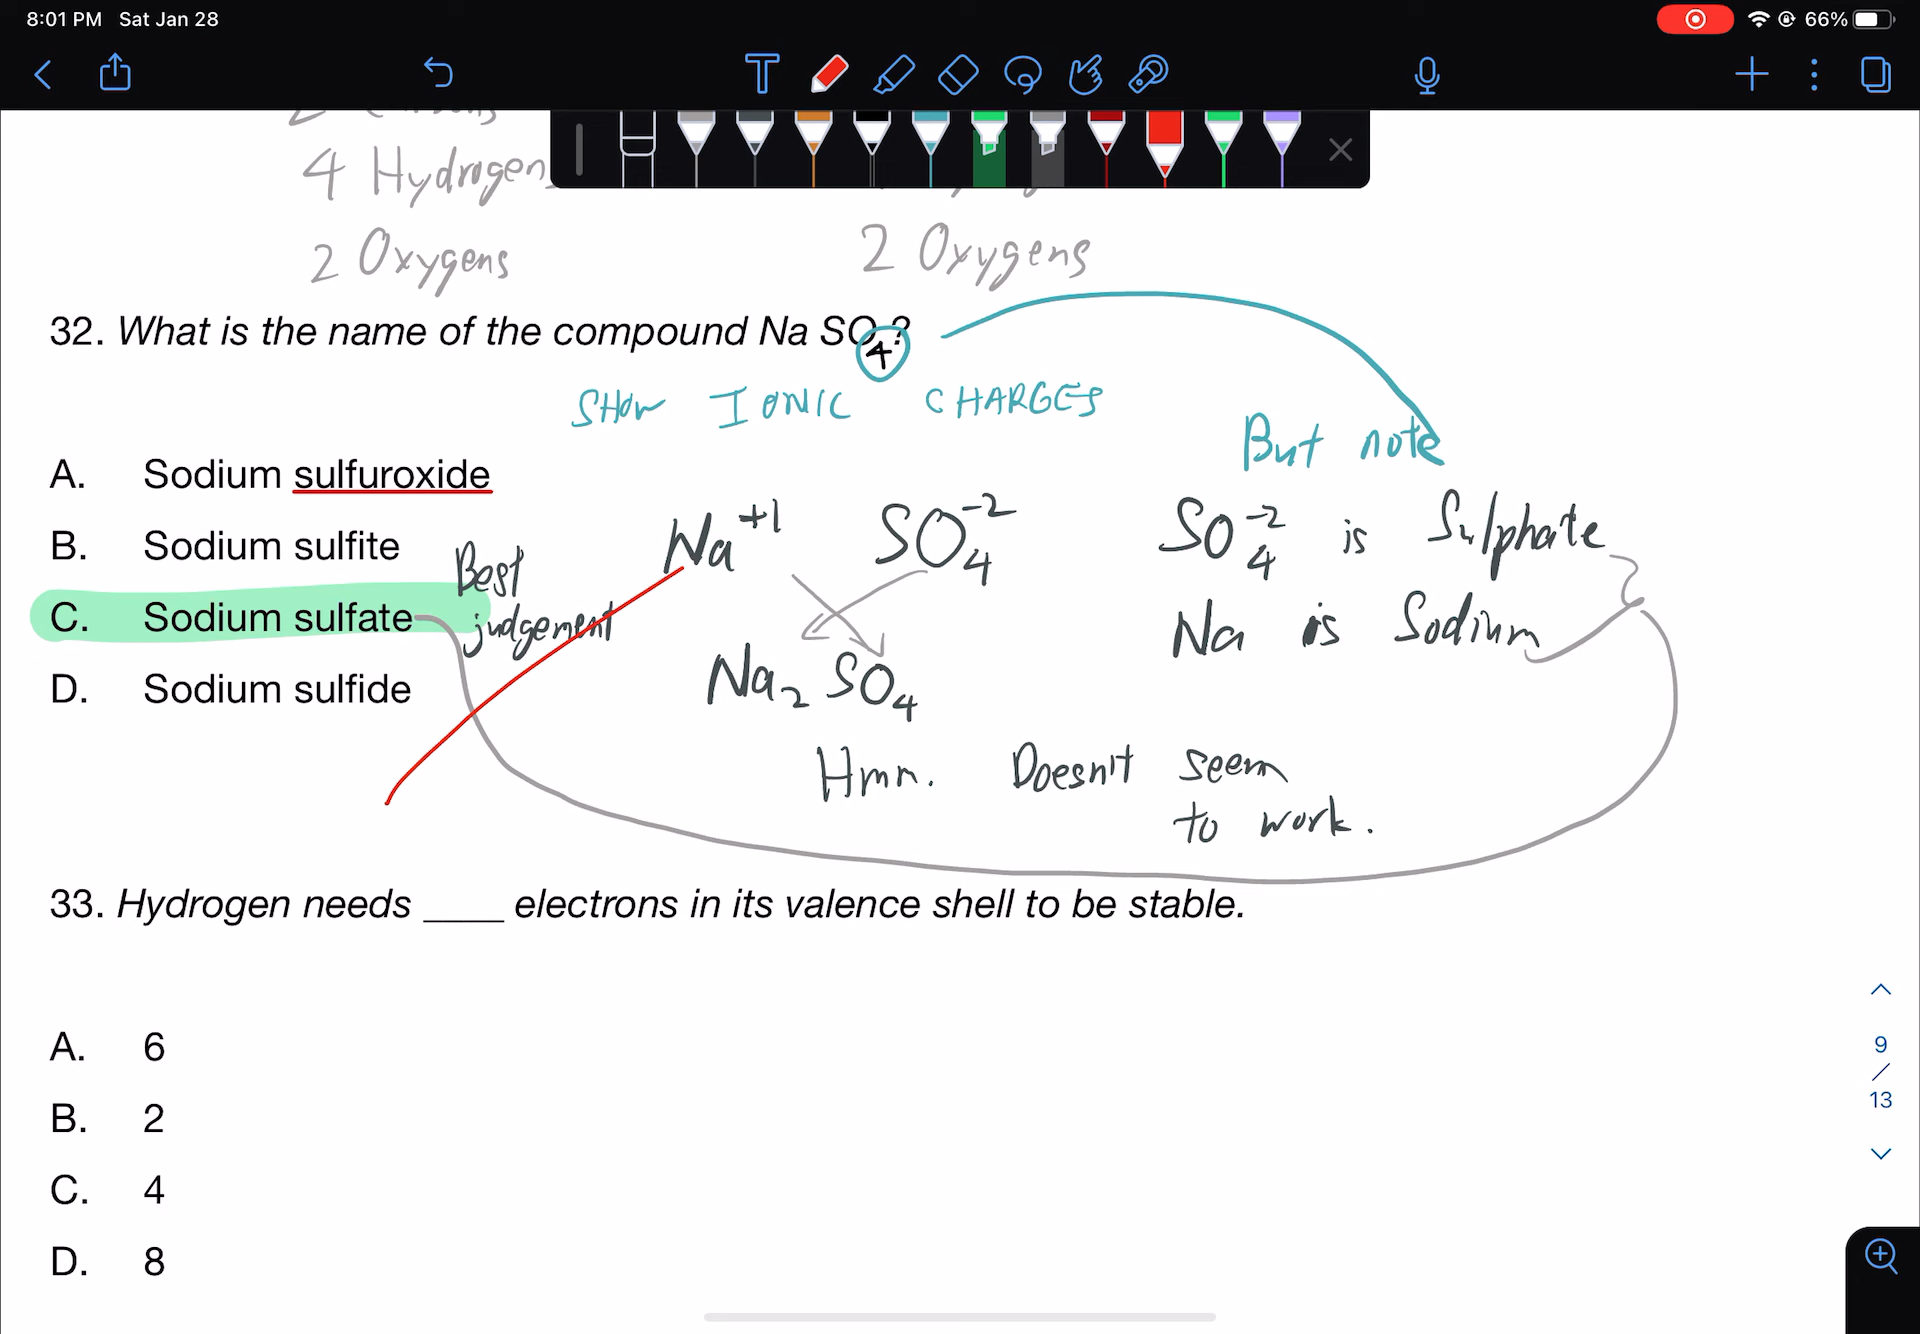 8:01 PM Sat Jan 28
66%
4 Hydrogen
2 Oxygens
2 Oxygens
32. What is the name of the compound Na SO4?
SHOW IONIC CHARGES
But note
A. Sodium sulfuroxide
B. Sodium sulfite
C. Sodium sulfate
D. Sodium sulfide
Best
judgement
Na+1 SO4-2
Na2 SO4
Hmn. Doesn't seem
to work.
SO4-2 is Sulphate
Na is Sodium
33. Hydrogen needs ____ electrons in its valence shell to be stable.
A. 6
B. 2
C. 4
D. 8
9
/
13